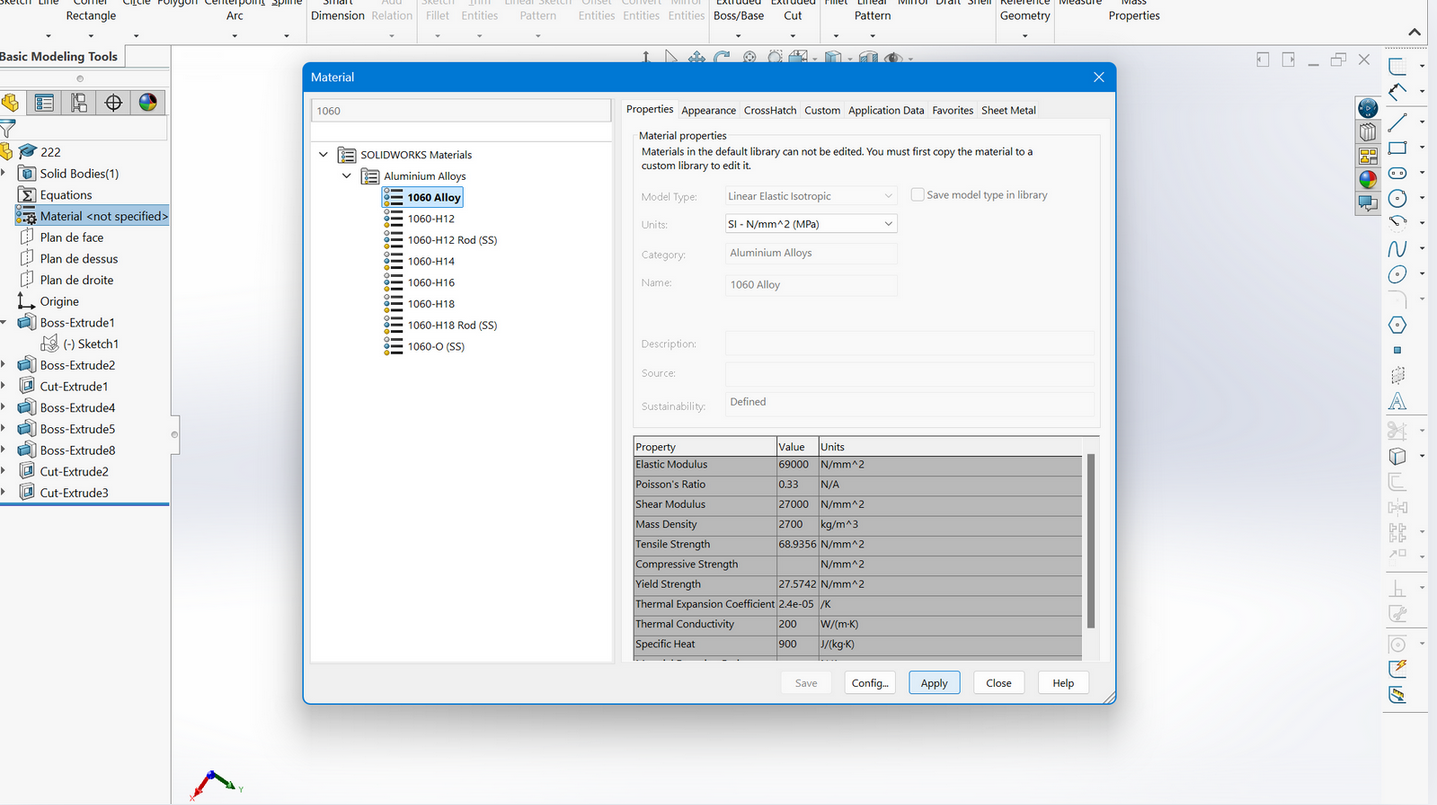 Sketch Line Corner Rectangle Circle Polygon Centerpoint Arc Spline
Smart Dimension
Add Relation
Sketch Fillet
Trim Entities
Linear Sketch Pattern
Offset Entities
Convert Entities
Mirror Entities
Extruded Boss/Base
Extruded Cut
Fillet
Linear Pattern
Mirror
Draft
Shell
Reference Geometry
Measure
Mass Properties
Basic Modeling Tools
222
Solid Bodies(1)
Equations
Material <not specified>
Plan de face
Plan de dessus
Plan de droite
Origine
Boss-Extrude1
(-) Sketch1
Boss-Extrude2
Cut-Extrude1
Boss-Extrude4
Boss-Extrude5
Boss-Extrude8
Cut-Extrude2
Cut-Extrude3
Material
1060
SOLIDWORKS Materials
Aluminium Alloys
1060 Alloy
1060-H12
1060-H12 Rod (SS)
1060-H14
1060-H16
1060-H18
1060-H18 Rod (SS)
1060-O (SS)
Properties Appearance CrossHatch Custom Application Data Favorites Sheet Metal
Material properties
Materials in the default library can not be edited. You must first copy the material to a
custom library to edit it.
Model Type: Linear Elastic Isotropic Save model type in library
Units: SI - N/mm^2 (MPa)
Category: Aluminium Alloys
Name: 1060 Alloy
Description:
Source:
Sustainability: Defined
Property Value Units
Elastic Modulus 69000 N/mm^2
Poisson's Ratio 0.33 N/A
Shear Modulus 27000 N/mm^2
Mass Density 2700 kg/m^3
Tensile Strength 68.9356 N/mm^2
Compressive Strength N/mm^2
Yield Strength 27.5742 N/mm^2
Thermal Expansion Coefficient 2.4e-05 /K
Thermal Conductivity 200 W/(m·K)
Specific Heat 900 J/(kg·K)
Save Config... Apply Close Help
X Y